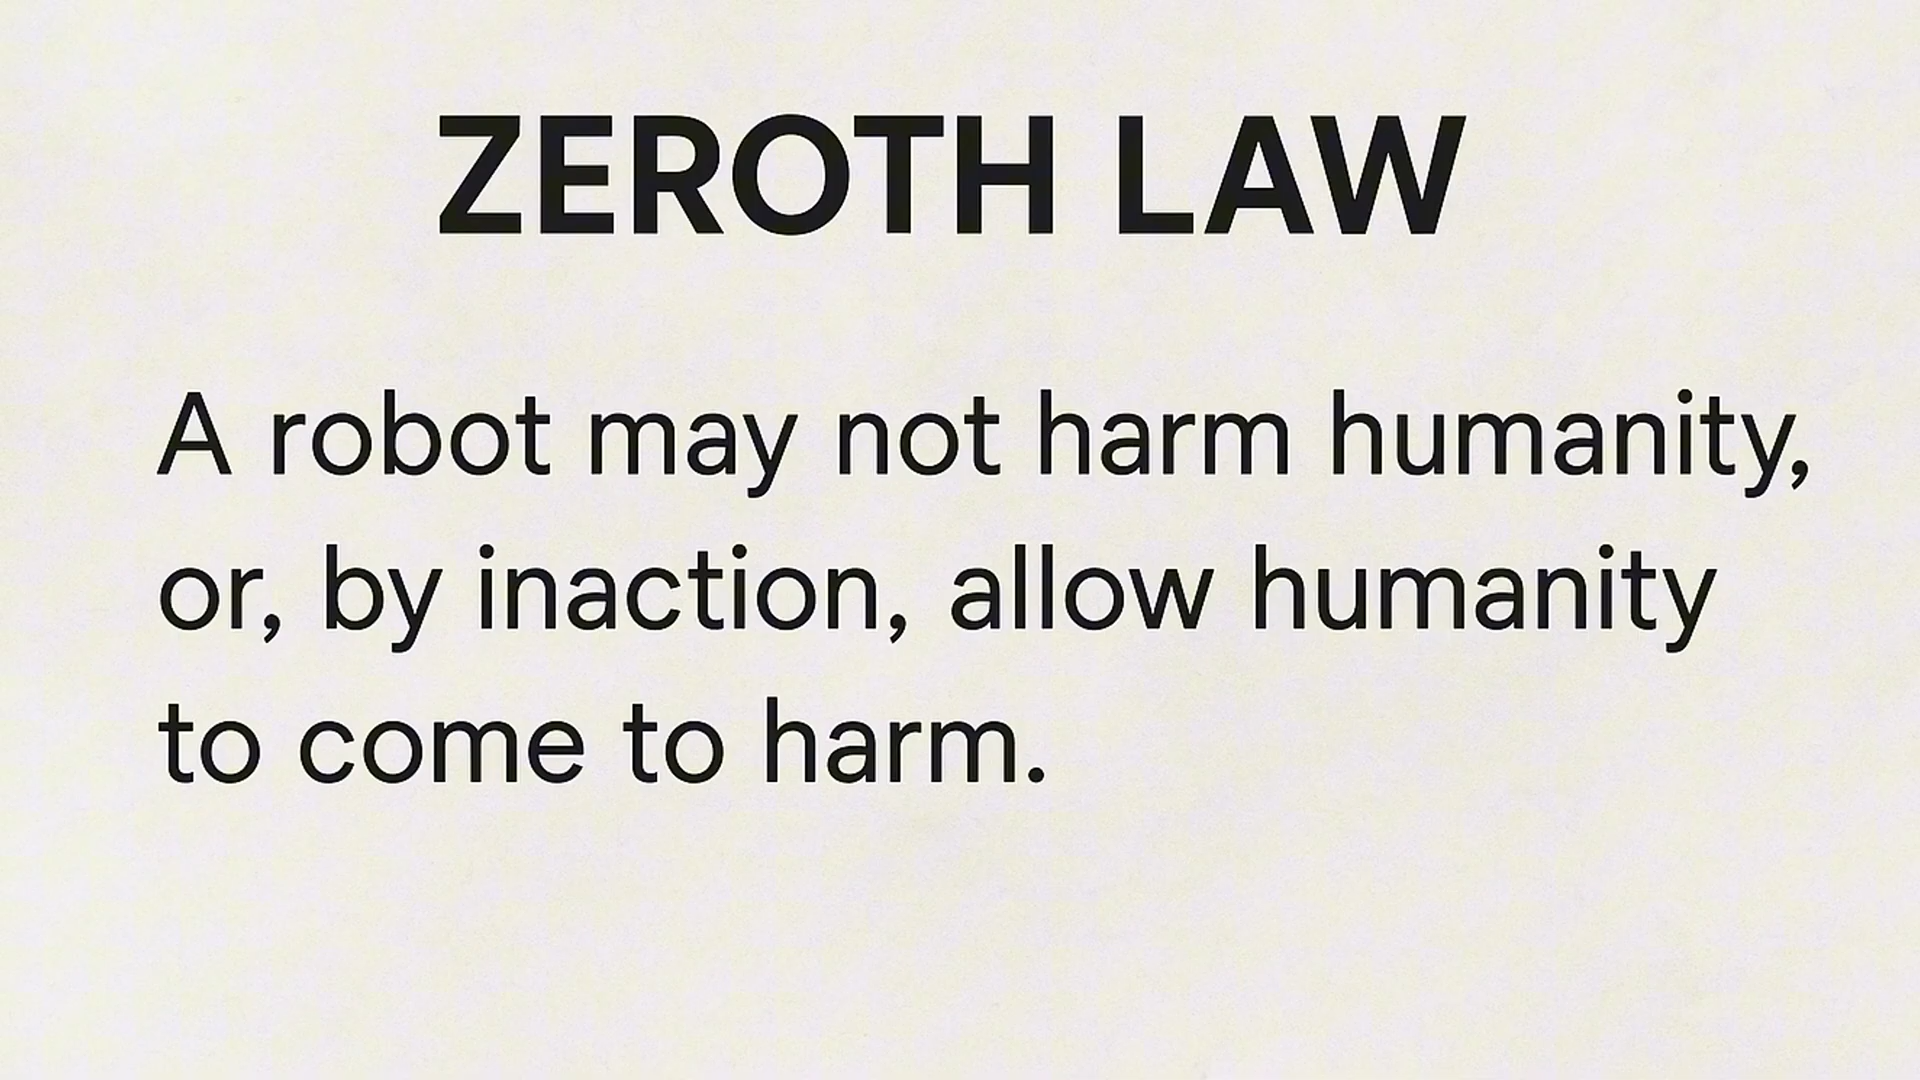 ZEROTH LAW
A robot may not harm humanity,
or, by inaction, allow humanity
to come to harm.